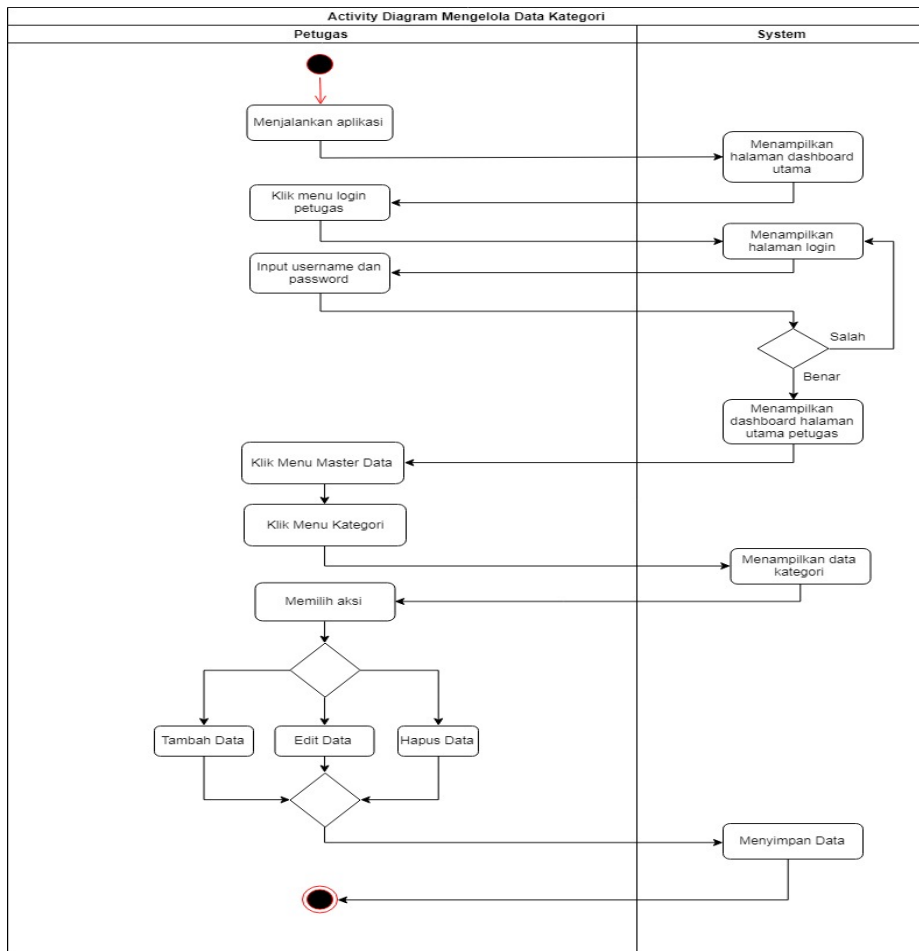 Activity Diagram Mengelola Data Kategori
Petugas
System
Menjalankan aplikasi
Menampilkan
halaman dashboard
utama
Klik menu login
petugas
Menampilkan
halaman login
Input username dan
password
Salah
Benar
Menampilkan
dashboard halaman
utama petugas
Klik Menu Master Data
Klik Menu Kategori
Menampilkan data
kategori
Memilih aksi
Tambah Data
Edit Data
Hapus Data
Menyimpan Data